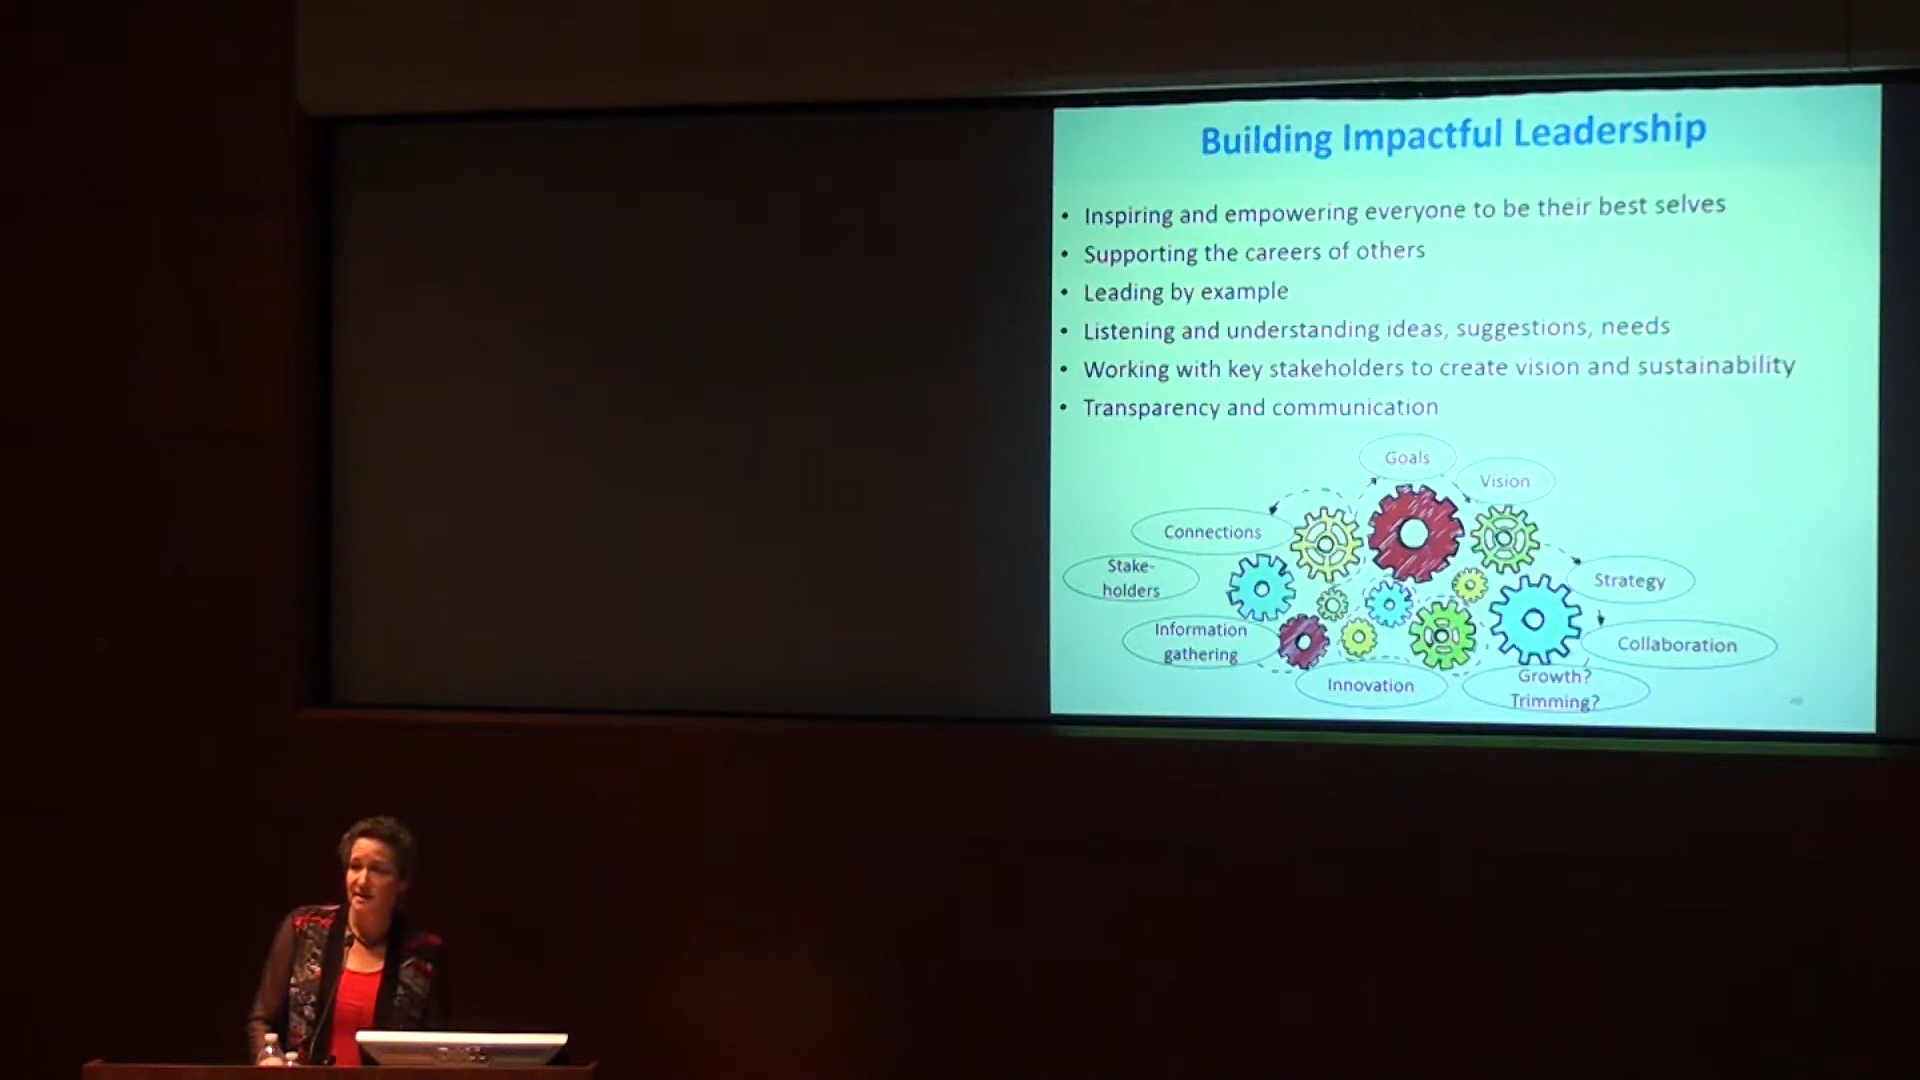 Building Impactful Leadership
• Inspiring and empowering everyone to be their best selves
• Supporting the careers of others
• Leading by example
• Listening and understanding ideas, suggestions, needs
• Working with key stakeholders to create vision and sustainability
• Transparency and communication
Goals
Vision
Connections
Stake-
holders
Strategy
Information
gathering
Collaboration
Innovation
Growth?
Trimming?